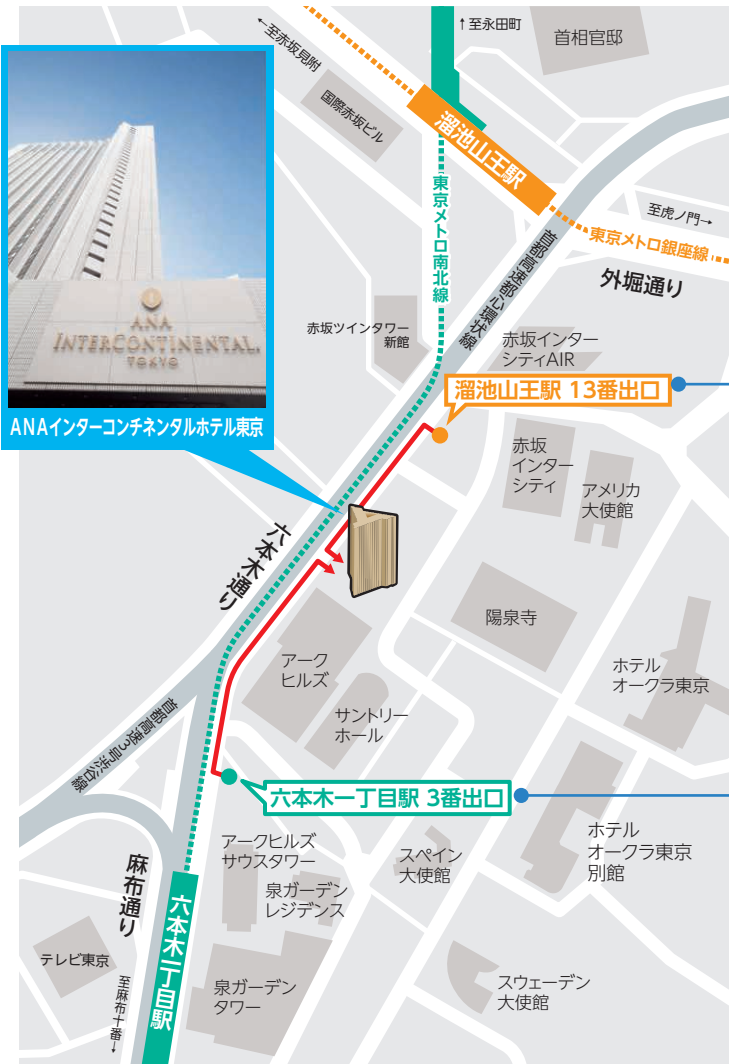 ↑至永田町
首相官邸
←至赤坂見附
国際赤坂ビル
溜池山王駅
東京メトロ南北線
至虎ノ門→
東京メトロ銀座線
外堀通り
首都高速都心環状線
ANA
INTERCONTINENTAL
TOKYO
ANAインターコンチネンタルホテル東京
赤坂ツインタワー
新館
赤坂インター
シティAIR
溜池山王駅 13番出口
赤坂
インター
シティ
アメリカ
大使館
六本木通り
陽泉寺
アーク
ヒルズ
ホテル
オークラ東京
サントリー
ホール
首都高速3号渋谷線
六本木一丁目駅 3番出口
アークヒルズ
サウスタワー
スペイン
大使館
ホテル
オークラ東京
別館
麻布通り
泉ガーデン
レジデンス
六本木一丁目駅
テレビ東京
至麻布十番→
泉ガーデン
タワー
スウェーデン
大使館